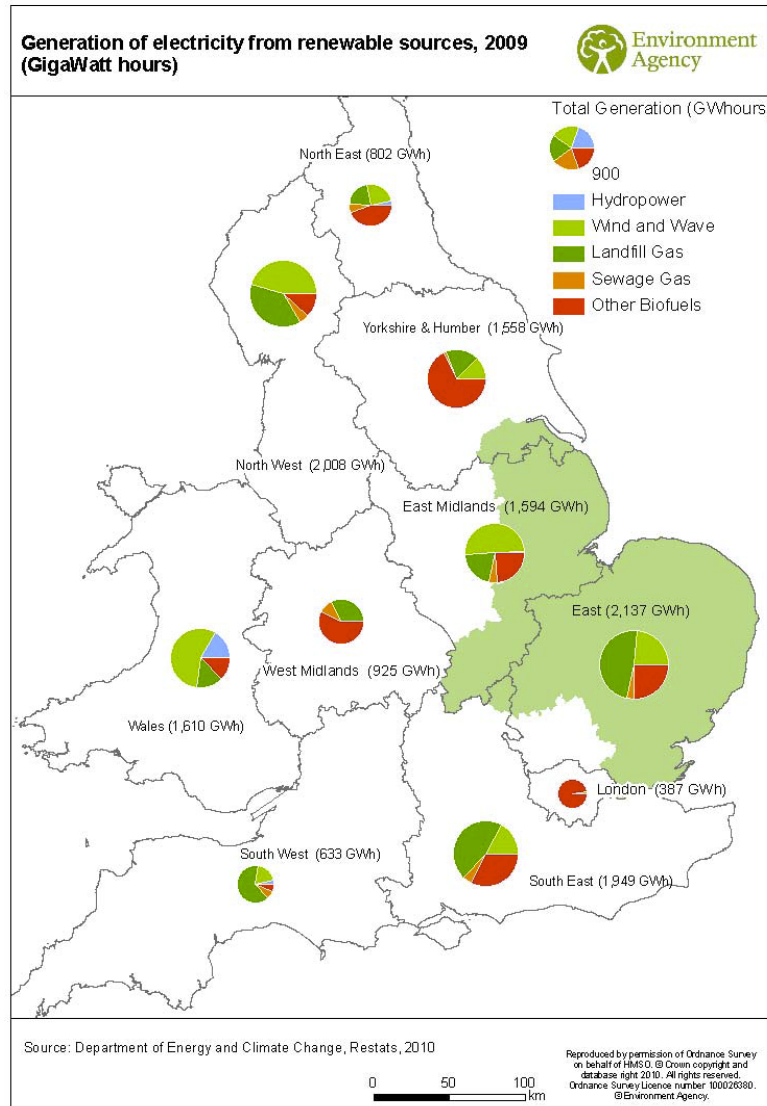 Generation of electricity from renewable sources, 2009
(GigaWatt hours)
Environment
Agency
Total Generation (GWhours
900
Hydropower
Wind and Wave
Landfill Gas
Sewage Gas
Other Biofuels
North East (802 GWh)
Yorkshire & Humber (1,558 GWh)
North West (2,008 GWh)
East Midlands (1,594 GWh)
East (2,137 GWh)
West Midlands (925 GWh)
Wales (1,610 GWh)
London (387 GWh)
South West (633 GWh)
South East (1,949 GWh)
Source: Department of Energy and Climate Change, Restats, 2010
0 50 100
km
Reproduced by permission of Ordnance Survey
on behalf of HMSO. © Crown copyright and
database right 2010. All rights reserved.
Ordnance Survey Licence number 100026380.
© Environment Agency.